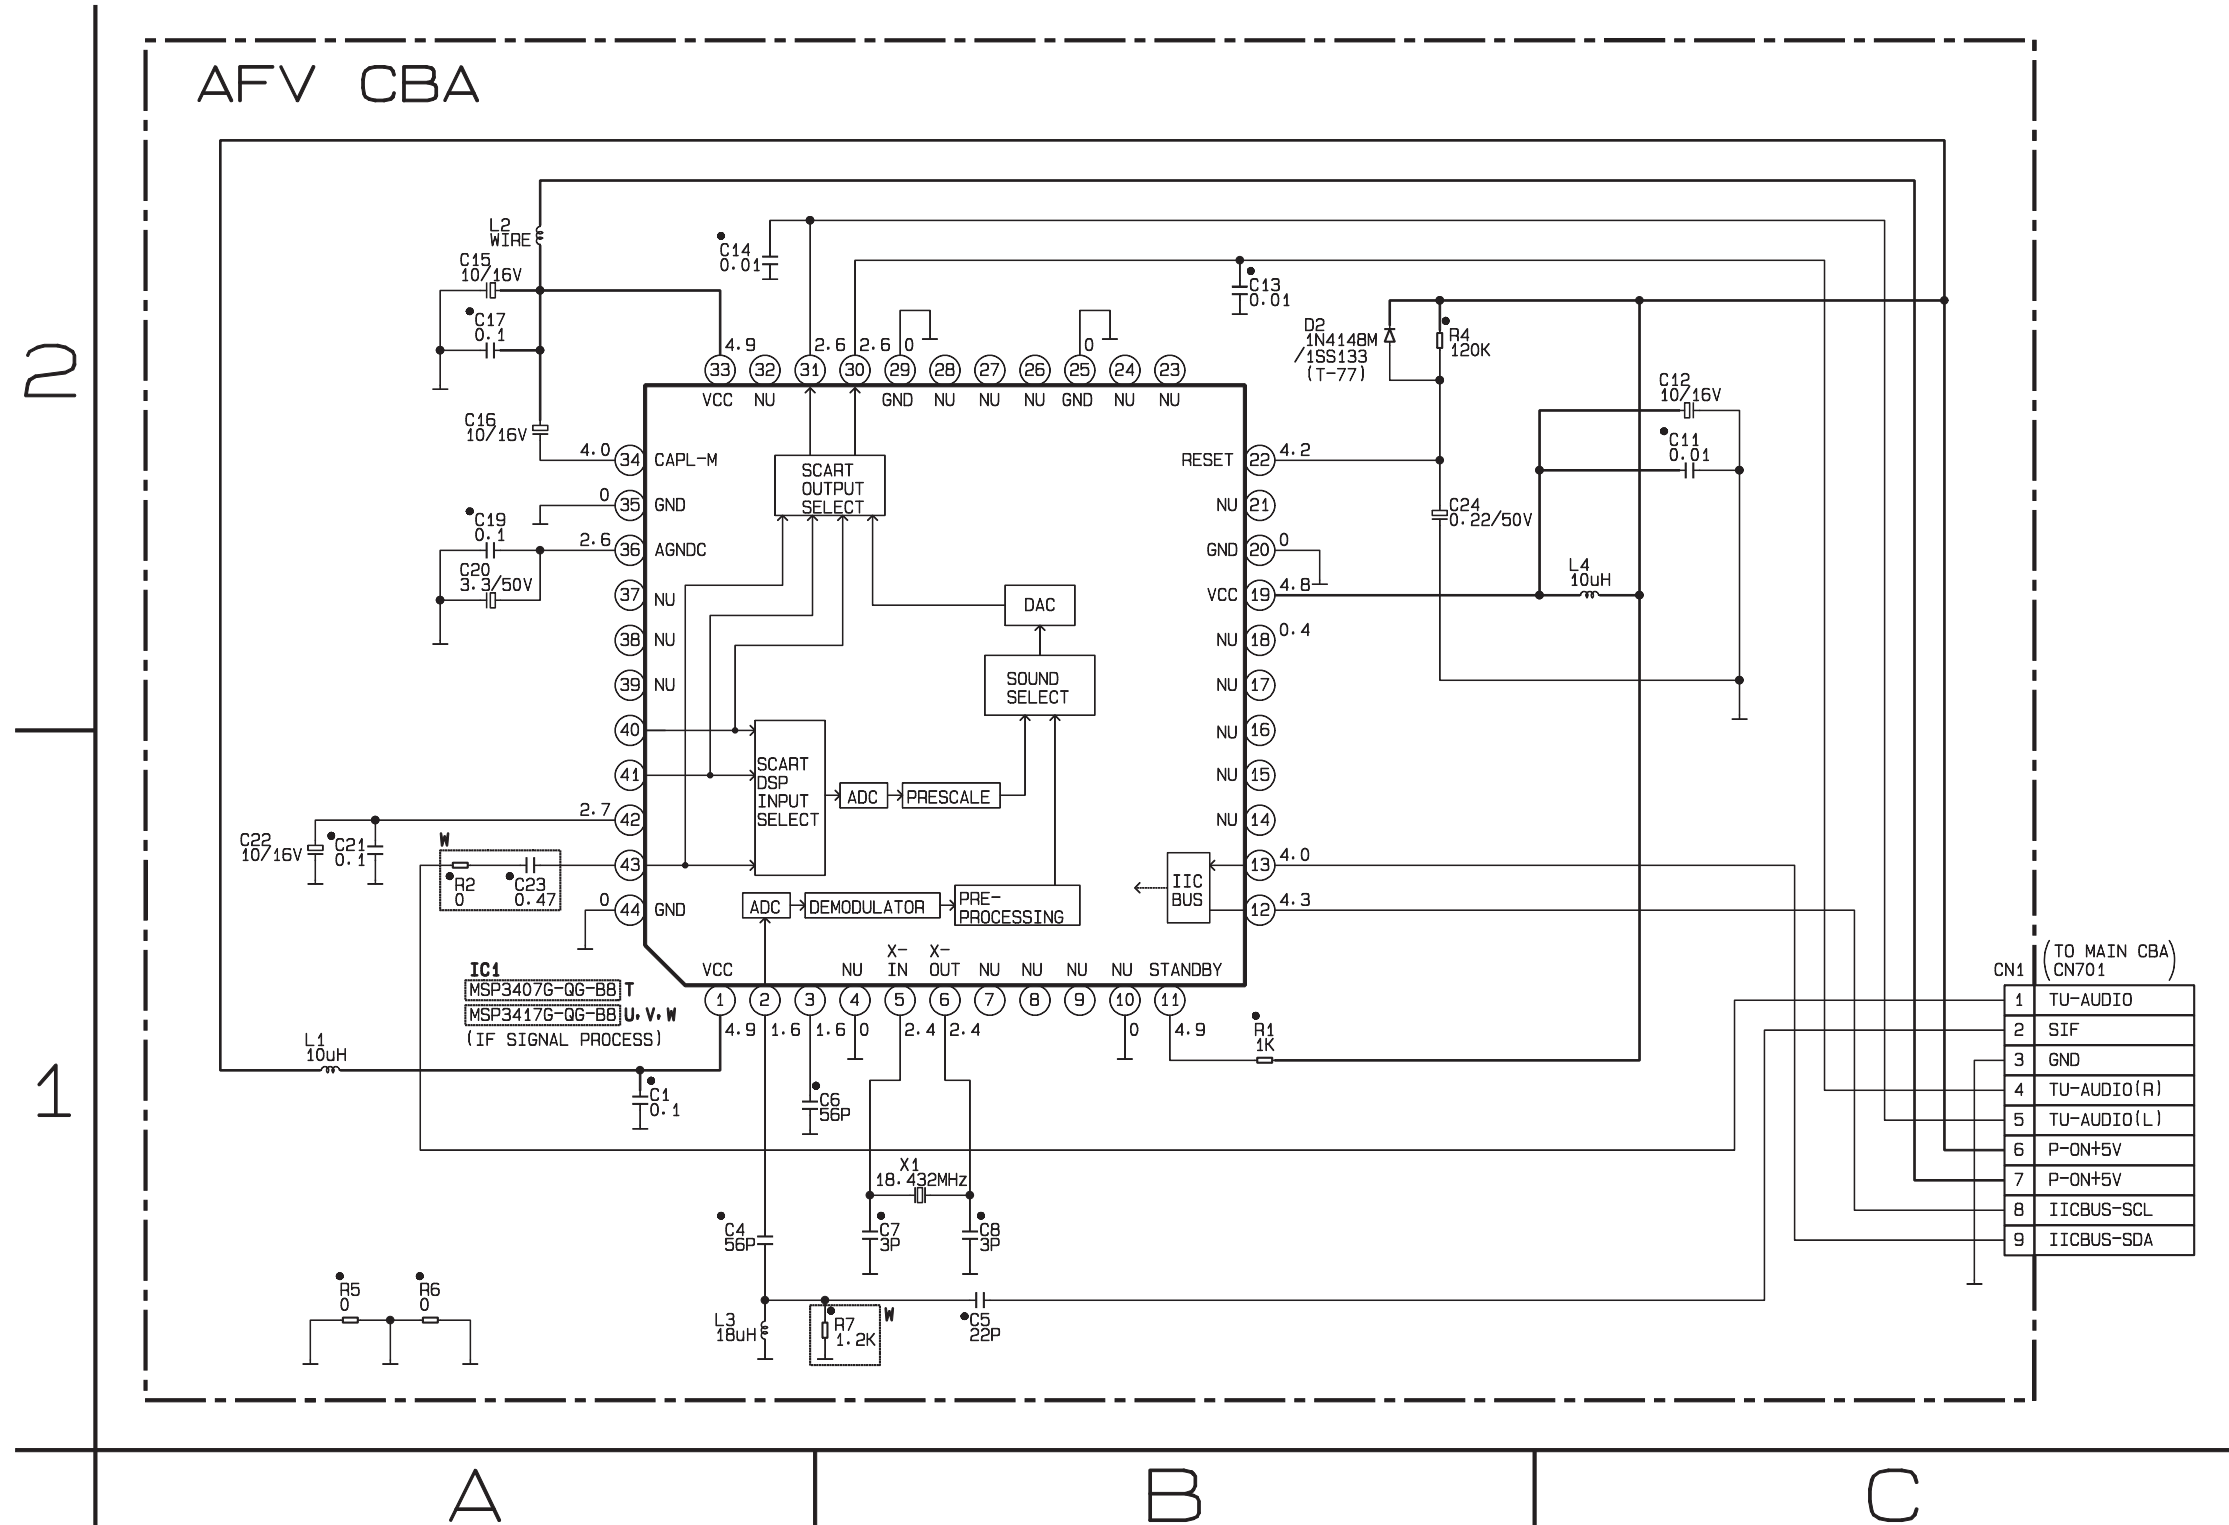 AFV CBA
2
1
A
B
C
L2
WIRE
C15
10/16V
C17
0.1
C16
10/16V
C14
0.01
C13
0.01
D2
1N4148M
/1SS133
(T-77)
R4
120K
C12
10/16V
C11
0.01
C24
0.22/50V
L4
10uH
4.9
2.6
2.6
0
0
33
32
31
30
29
28
27
26
25
24
23
VCC
NU
GND
NU
NU
NU
GND
NU
NU
4.0
34
CAPL-M
0
35
GND
C19
0.1
2.6
36
AGNDC
C20
3.3/50V
37
NU
38
NU
39
NU
40
41
2.7
42
43
0
44
GND
C22
10/16V
C21
0.1
W
R2
0
C23
0.47
SCART
OUTPUT
SELECT
DAC
SOUND
SELECT
SCART
DSP
INPUT
SELECT
ADC
PRESCALE
ADC
DEMODULATOR
PRE-
PROCESSING
IIC
BUS
RESET
22
4.2
NU
21
GND
20
0
VCC
19
4.8
NU
18
0.4
NU
17
NU
16
NU
15
NU
14
13
4.0
12
4.3
VCC
NU
X-
IN
X-
OUT
NU
NU
NU
NU
STANDBY
1
2
3
4
5
6
7
8
9
10
11
4.9
1.6
1.6
0
2.4
2.4
0
4.9
IC1
MSP3407G-QG-B8 T
MSP3417G-QG-B8 U,V,W
(IF SIGNAL PROCESS)
L1
10uH
C1
0.1
C6
56P
R1
1K
X1
18.432MHz
C4
56P
C7
3P
C8
3P
R5
0
R6
0
L3
18uH
R7
1.2K
W
C5
22P
CN1
(TO MAIN CBA)
(CN701
1 TU-AUDIO
2 SIF
3 GND
4 TU-AUDIO(R)
5 TU-AUDIO(L)
6 P-ON+5V
7 P-ON+5V
8 IICBUS-SCL
9 IICBUS-SDA